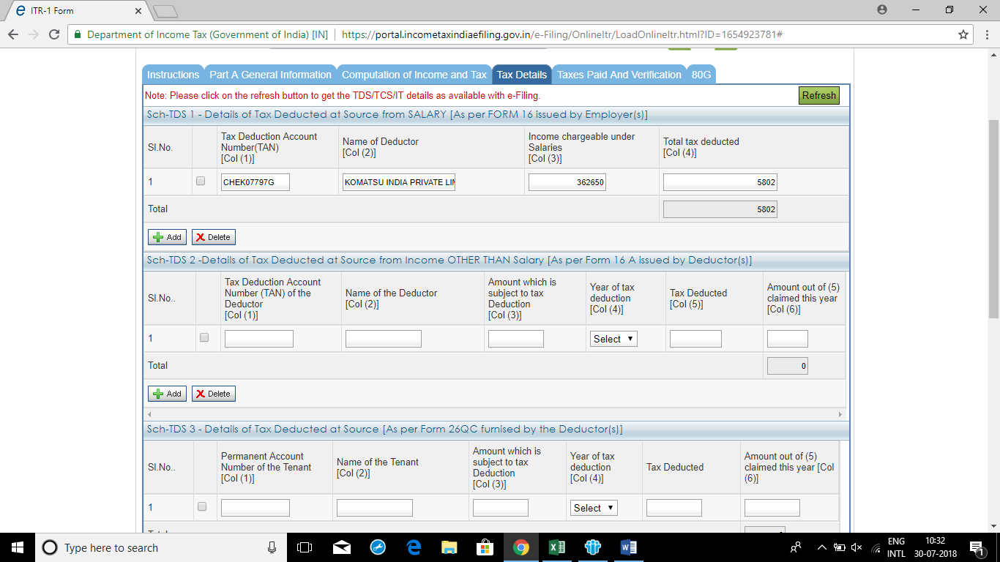 ITR-1 Form
Department of Income Tax (Government of India) [IN] https://portal.incometaxindiaefiling.gov.in/e-Filing/OnlineItr/LoadOnlineItr.html?ID=1654923781#
Instructions Part A General Information Computation of Income and Tax Tax Details Taxes Paid And Verification 80G
Note: Please click on the refresh button to get the TDS/TCS/IT details as available with e-Filing. Refresh
Sch-TDS 1 - Details of Tax Deducted at Source from SALARY [As per FORM 16 issued by Employer(s)]
Sl.No.
Tax Deduction Account
Number(TAN)
[Col (1)]
Name of Deductor
[Col (2)]
Income chargeable under
Salaries
[Col (3)]
Total tax deducted
[Col (4)]
1 CHEK07797G KOMATSU INDIA PRIVATE LI 362650 5802
Total 5802
Add Delete
Sch-TDS 2 -Details of Tax Deducted at Source from Income OTHER THAN Salary [As per Form 16 A issued by Deductor(s)]
Sl.No..
Tax Deduction Account
Number (TAN) of the
Deductor
[Col (1)]
Name of the Deductor
[Col (2)]
Amount which is
subject to tax
Deduction
[Col (3)]
Year of tax
deduction
[Col (4)]
Tax Deducted
[Col (5)]
Amount out of (5)
claimed this year
[Col (6)]
1 Select
Total 0
Add Delete
Sch-TDS 3 - Details of Tax Deducted at Source [As per Form 26QC furnised by the Deductor(s)]
Sl.No..
Permanent Account
Number of the Tenant
[Col (1)]
Name of the Tenant
[Col (2)]
Amount which is
subject to tax
Deduction
[Col (3)]
Year of tax
deduction
[Col (4)]
Tax Deducted
Amount out of (5)
claimed this year [Col
(6)]
1 Select
Type here to search
ENG
INTL
10:32
30-07-2018
1